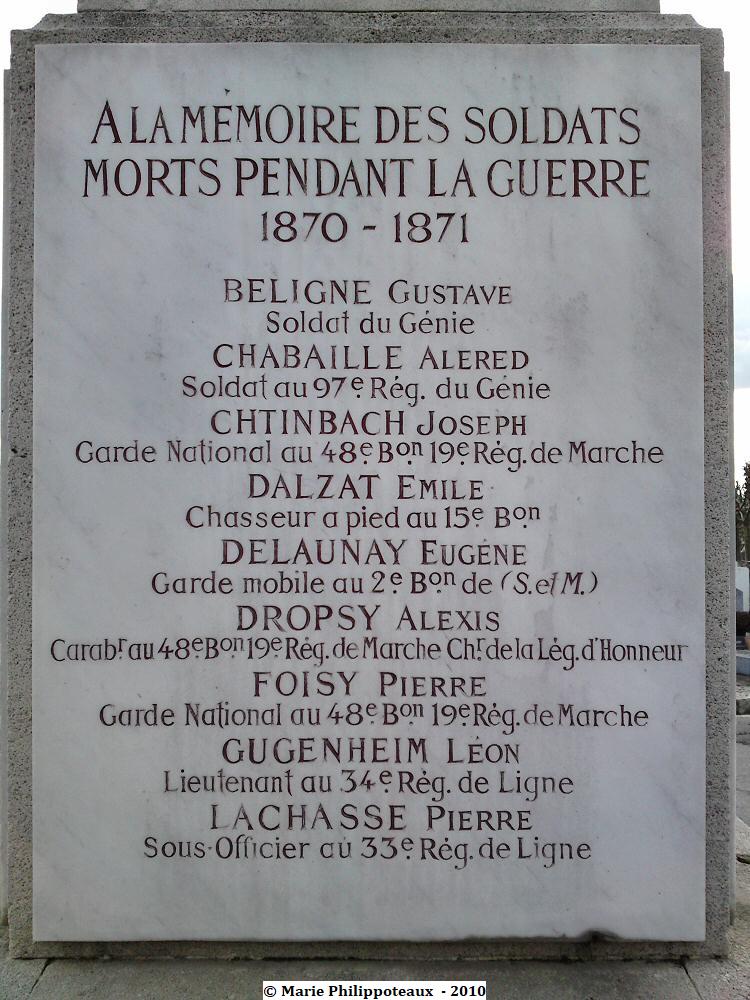 A LA MÉMOIRE DES SOLDATS
MORTS PENDANT LA GUERRE
1870 - 1871
BELIGNE GUSTAVE
Soldat du Génie
CHABAILLE ALERED
Soldat au 97e Rég. du Génie
CHTINBACH JOSEPH
Garde National au 48e Bon 19e Rég. de Marche
DALZAT EMILE
Chasseur a pied au 15e Bon
DELAUNAY EUGÉNE
Garde mobile au 2e Bon de (S. et M.)
DROPSY ALEXIS
Carabr au 48e Bon 19e Rég. de Marche Chr de la Lég. d'Honneur
FOISY PIERRE
Garde National au 48e Bon 19e Rég. de Marche
GUGENHEIM LÉON
Lieutenant au 34e Rég. de Ligne
LACHASSE PIERRE
Sous-Officier au 33e Rég. de Ligne
© Marie Philippoteaux - 2010